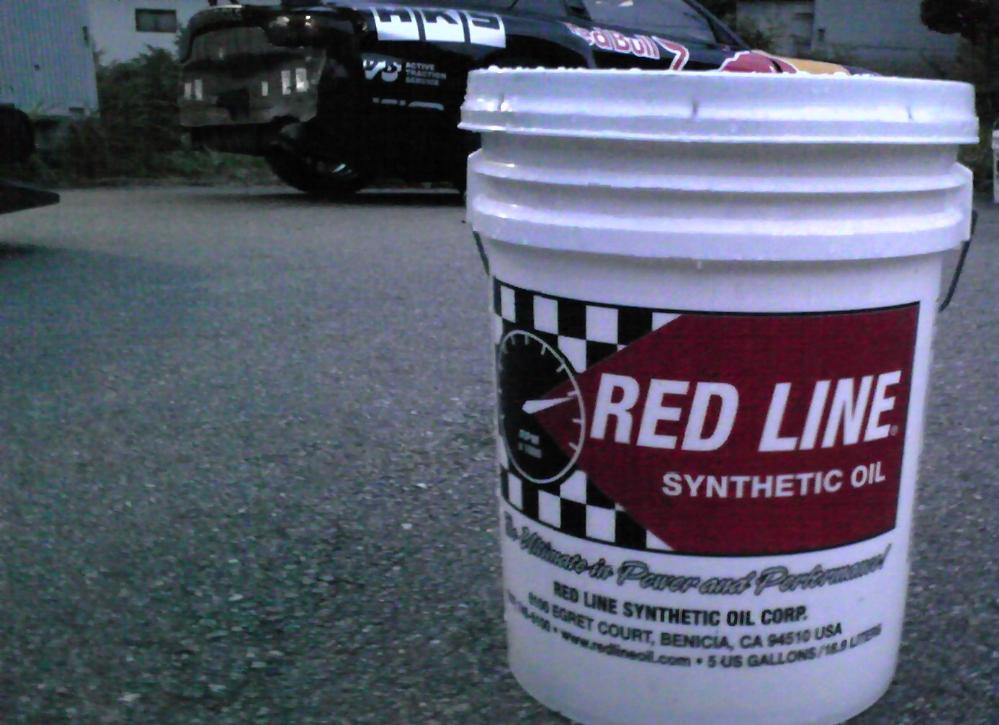 HKS
Red Bull
ACTIVE
TRACTION
SERVICE
RPM
RED LINE®
SYNTHETIC OIL
The Ultimate in Power and Performance!
RED LINE SYNTHETIC OIL CORP.
EGRET COURT, BENICIA, CA 94510 USA
• www.redlineoil.com • 5 US GALLONS/18.9 LITERS